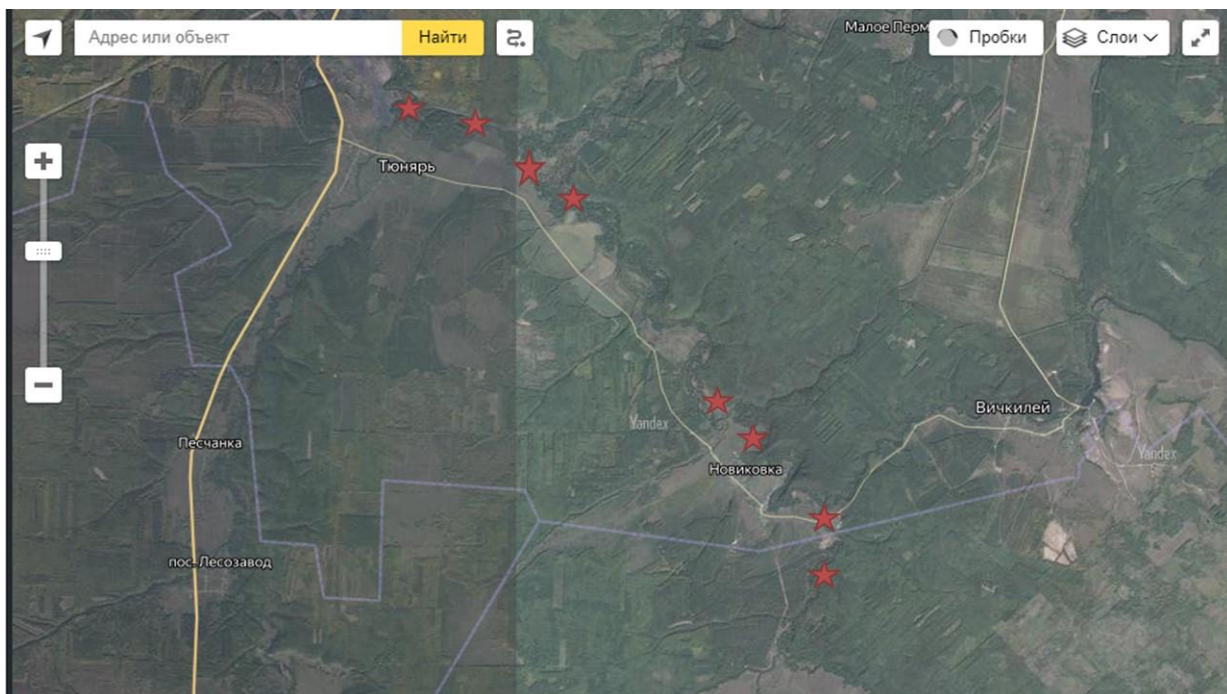 Адрес или объект
Найти
Малое Перм
Пробки
Слои
Тюнярь
Вичкилей
Yandex
Песчанка
Новиковка
Yandex
пос. Лесозавод